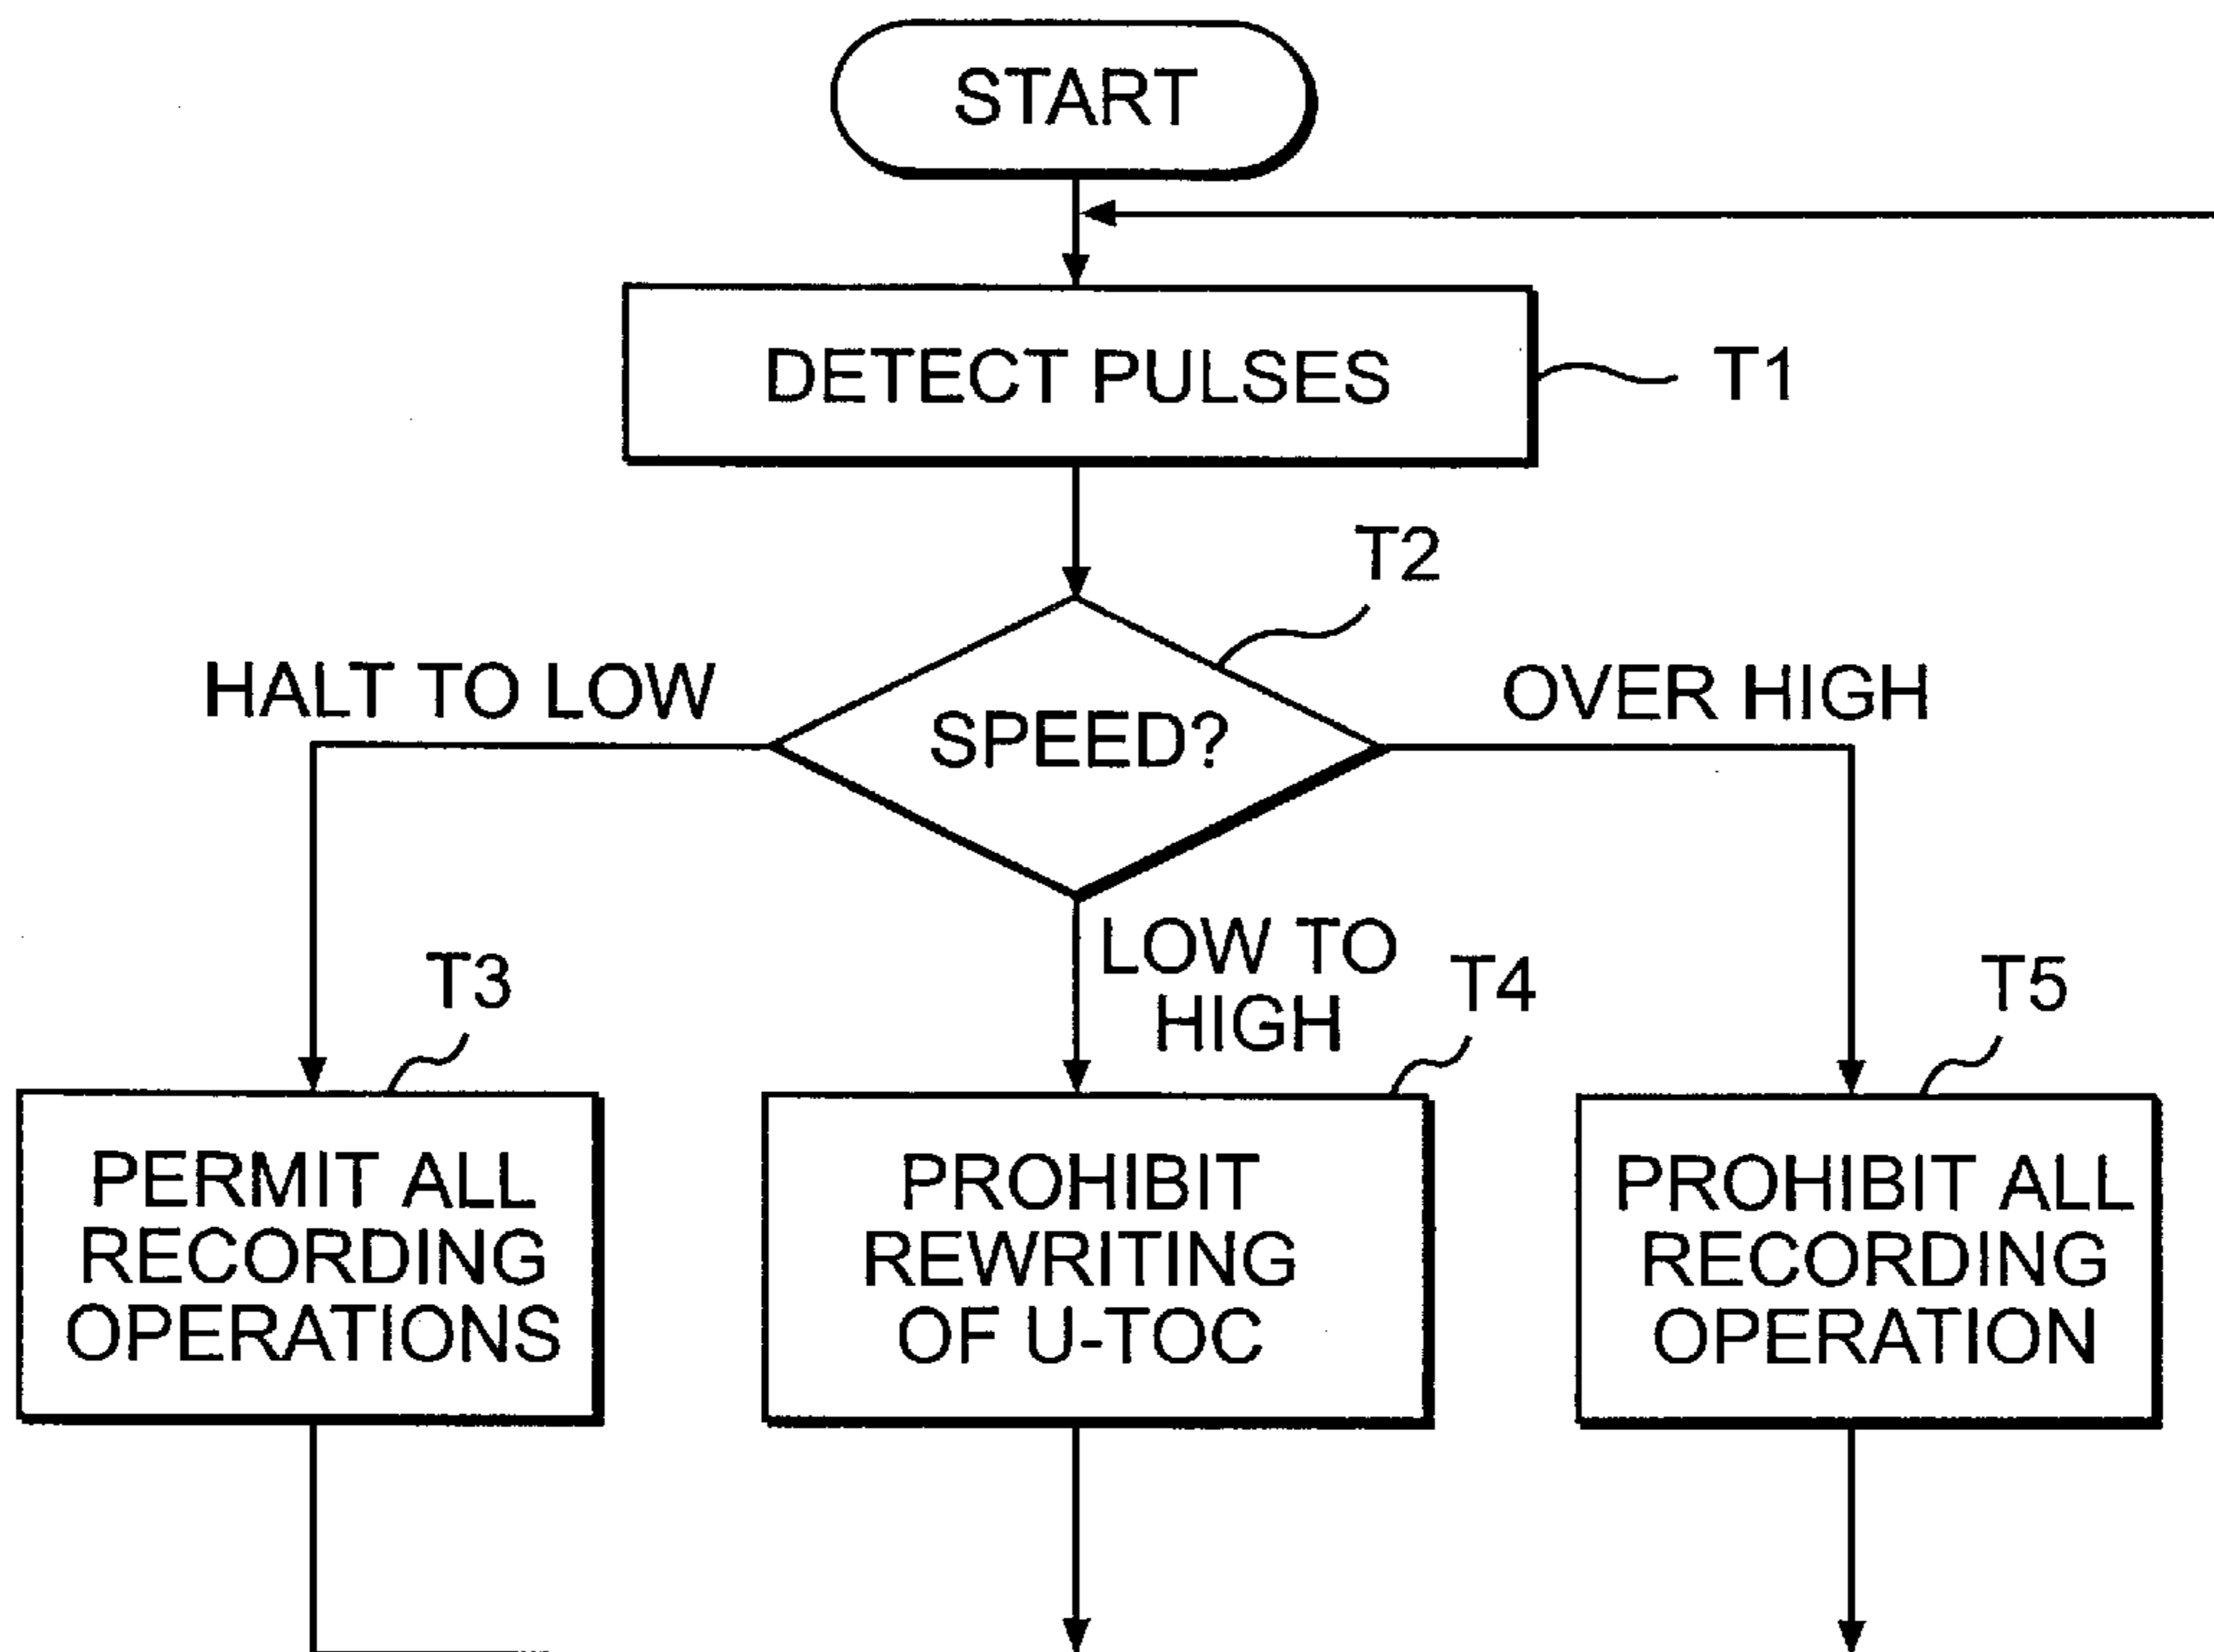 START
DETECT PULSES
T1
T2
HALT TO LOW
SPEED?
OVER HIGH
LOW TO
HIGH
T3
T4
T5
PERMIT ALL
RECORDING
OPERATIONS
PROHIBIT
REWRITING
OF U-TOC
PROHIBIT ALL
RECORDING
OPERATION